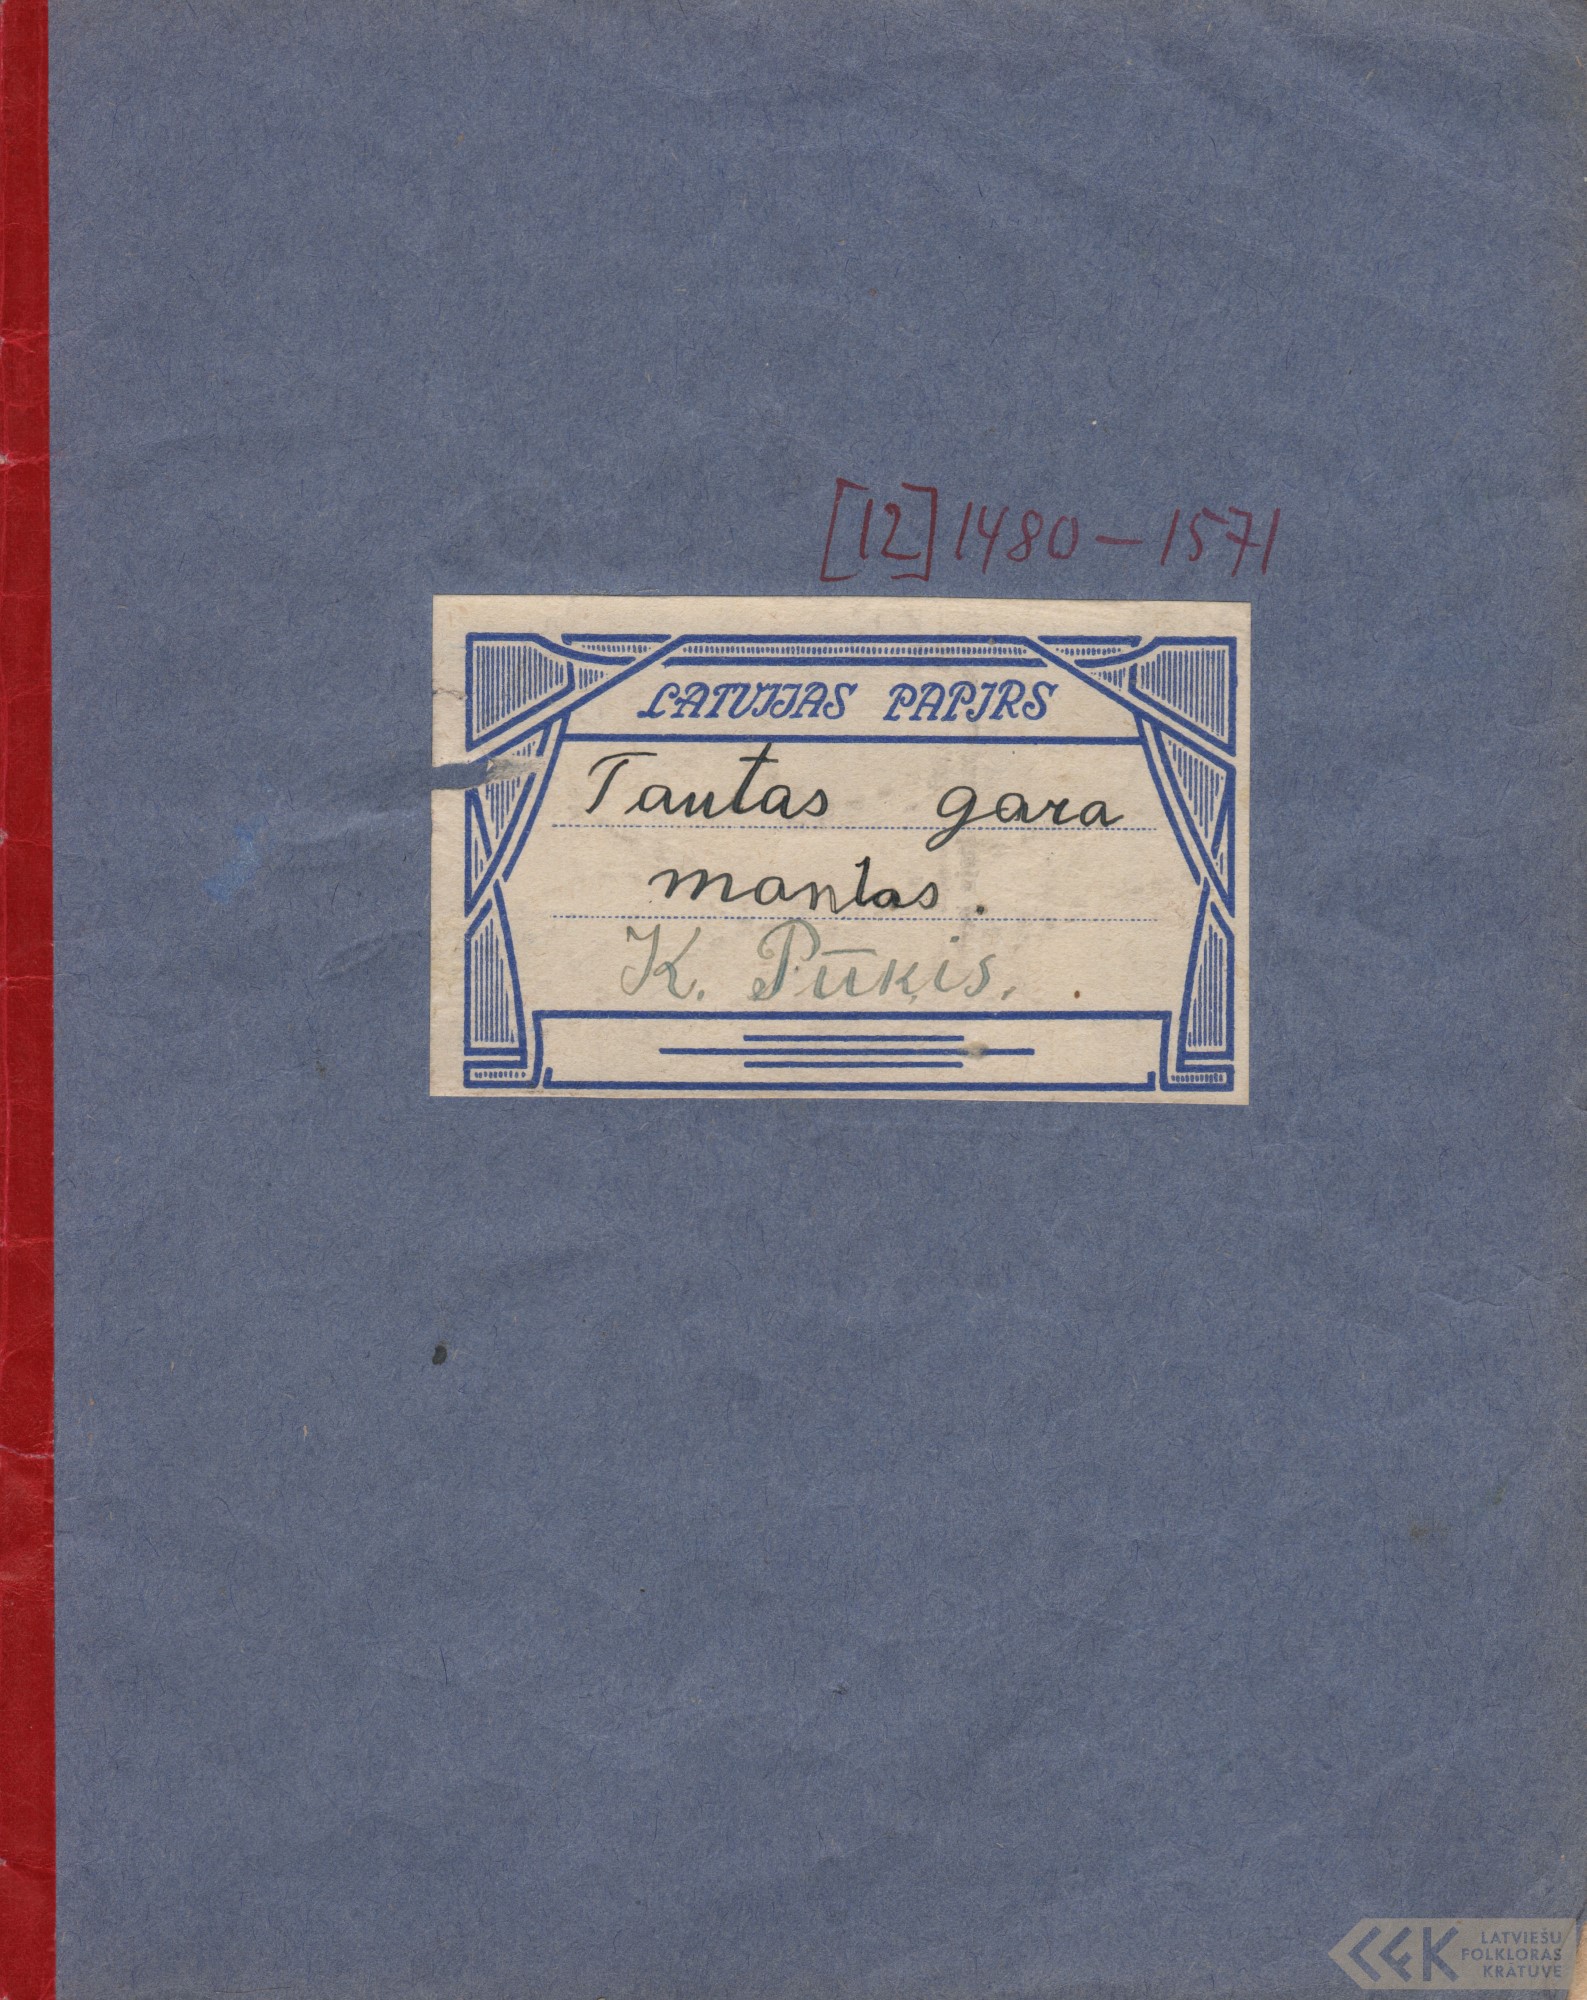 [12] 1480 – 1571
LATVIJAS PAPIRS
Tautas gara
mantas.
K. Pūķis.
LATVIEŠU
FOLKLORAS
KRĀTUVE